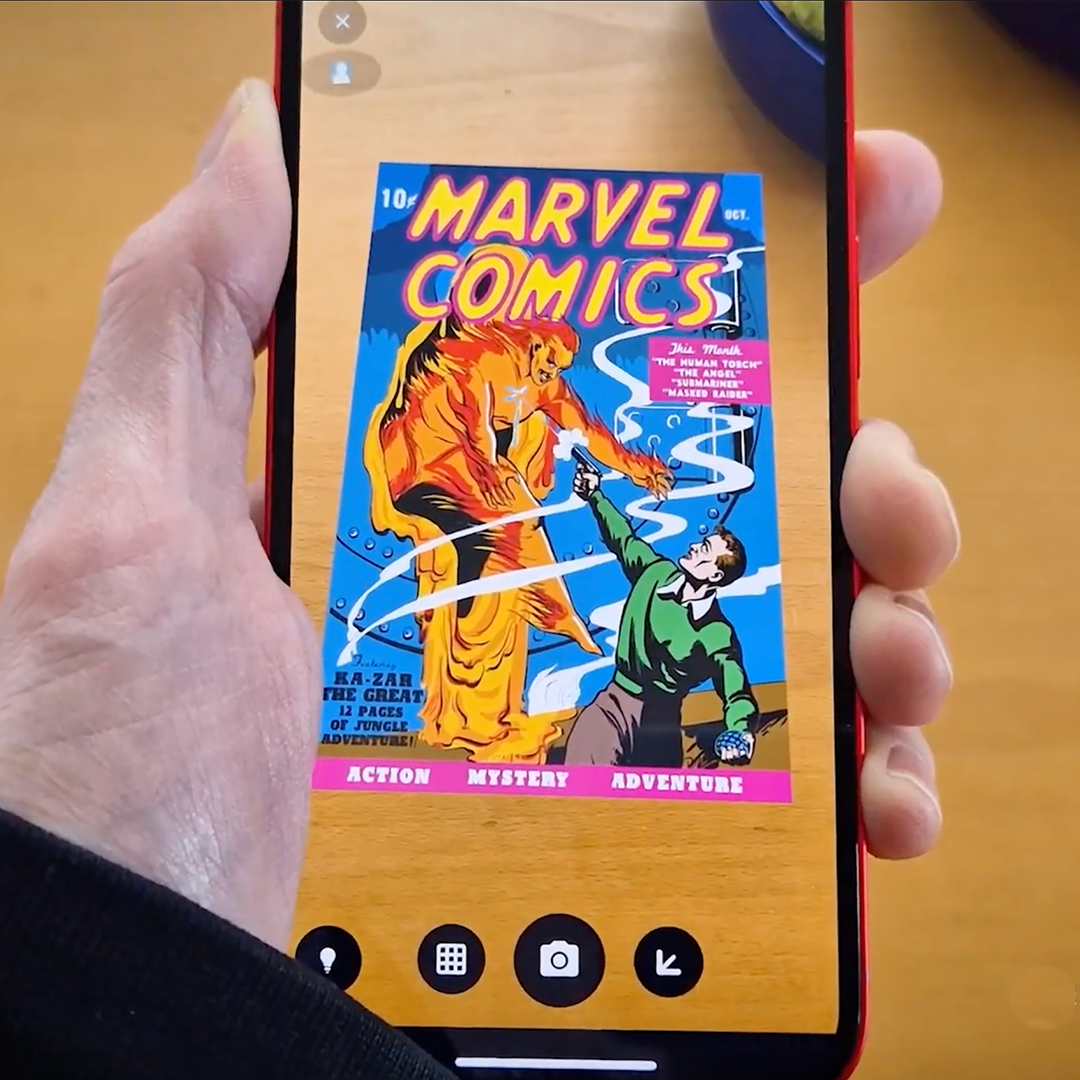 10¢ MARVEL OCT.
COMICS
This Month
"THE HUMAN TORCH"
"THE ANGEL"
"SUBMARINER"
"MASKED RAIDER"
Featuring
KA-ZAR
THE GREAT
12 PAGES
OF JUNGLE
ADVENTURE!
ACTION MYSTERY ADVENTURE